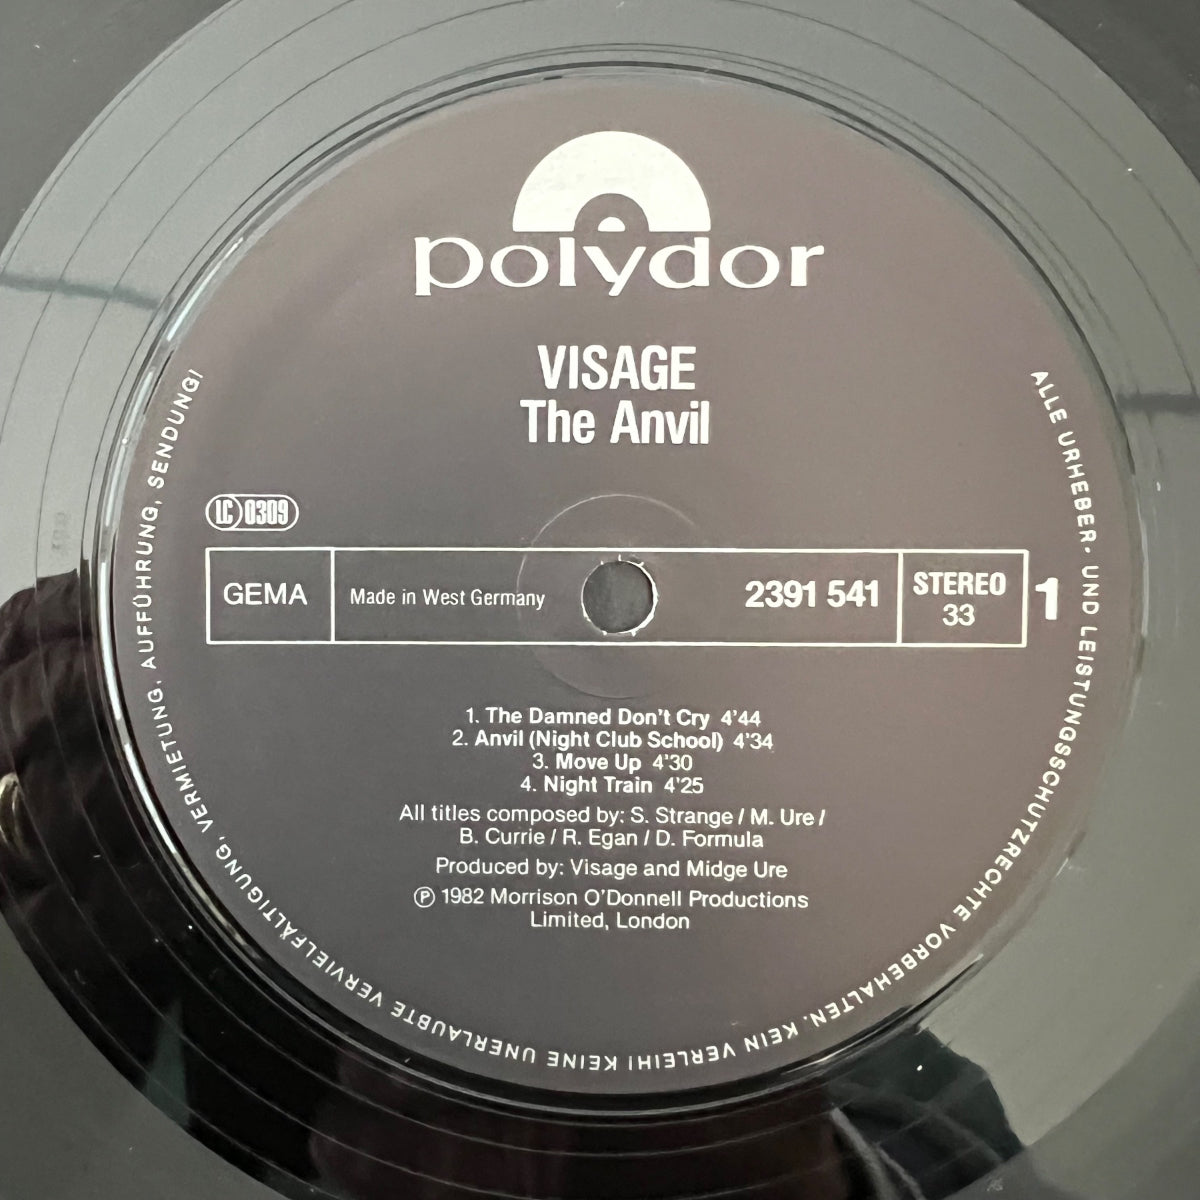 polydor
VISAGE
The Anvil
LC 0309
GEMA
Made in West Germany
2391 541
STEREO
33
1
1. The Damned Don't Cry 4'44
2. Anvil (Night Club School) 4'34
3. Move Up 4'30
4. Night Train 4'25
All titles composed by: S. Strange / M. Ure /
B. Currie / R. Egan / D. Formula
Produced by: Visage and Midge Ure
Ⓟ 1982 Morrison O'Donnell Productions
Limited, London
ALLE URHEBER- UND LEISTUNGSSCHUTZRECHTE VORBEHALTEN. KEIN VERLEIH! KEINE UNERLAUBTE VERVIELFÄLTIGUNG, VERMIETUNG, AUFFÜHRUNG, SENDUNG!